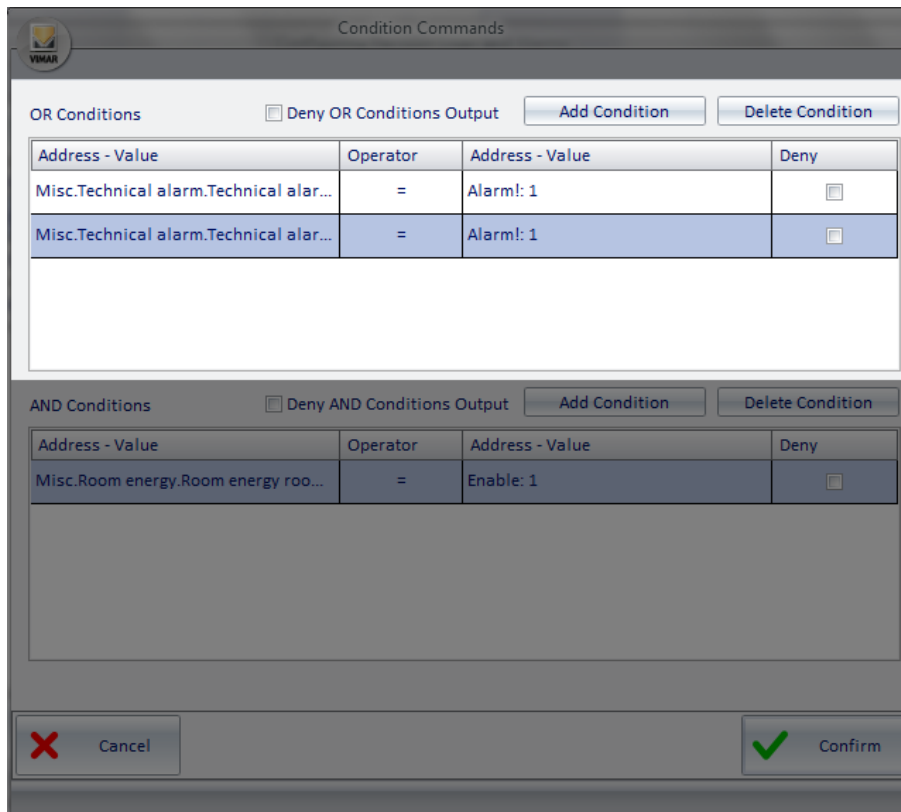 Condition Commands
VIMAR
OR Conditions Deny OR Conditions Output Add Condition Delete Condition
Address - Value Operator Address - Value Deny
Misc.Technical alarm.Technical alar... = Alarm!: 1
Misc.Technical alarm.Technical alar... = Alarm!: 1
AND Conditions Deny AND Conditions Output Add Condition Delete Condition
Address - Value Operator Address - Value Deny
Misc.Room energy.Room energy roo... = Enable: 1
Cancel Confirm